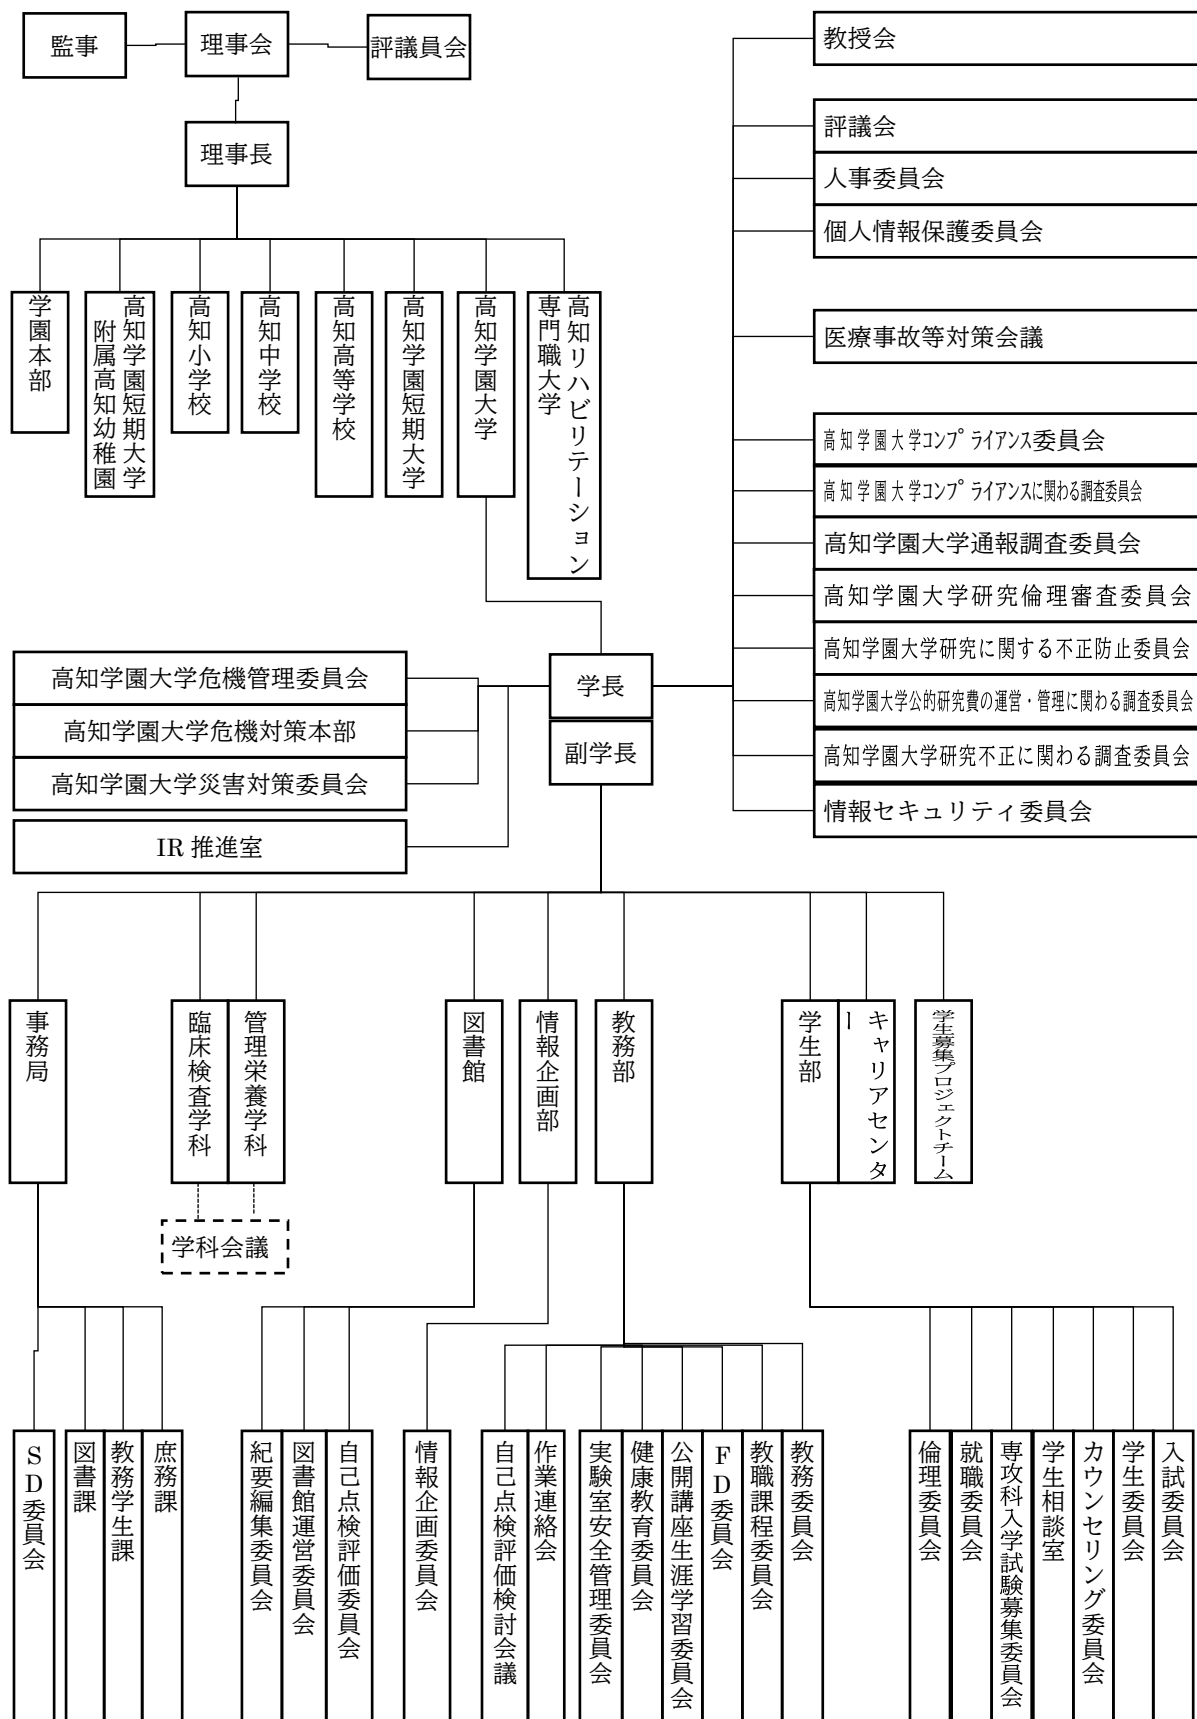 監事
理事会
評議員会
理事長
学園本部
高知学園短期大学
附属高知幼稚園
高知小学校
高知中学校
高知高等学校
高知学園短期大学
高知学園大学
高知リハビリテーション
専門職大学
教授会
評議会
人事委員会
個人情報保護委員会
医療事故等対策会議
高知学園大学コンプライアンス委員会
高知学園大学コンプライアンスに関わる調査委員会
高知学園大学通報調査委員会
高知学園大学研究倫理審査委員会
高知学園大学研究に関する不正防止委員会
高知学園大学公的研究費の運営・管理に関わる調査委員会
高知学園大学研究不正に関わる調査委員会
情報セキュリティ委員会
学長
副学長
高知学園大学危機管理委員会
高知学園大学危機対策本部
高知学園大学災害対策委員会
IR 推進室
事務局
臨床検査学科
管理栄養学科
図書館
情報企画部
教務部
学生部
キャリアセンタ
ー
学生募集プロジェクトチーム
学科会議
SD委員会
図書課
教務学生課
庶務課
紀要編集委員会
図書館運営委員会
自己点検評価委員会
情報企画委員会
自己点検評価検討会議
作業連絡会
実験室安全管理委員会
健康教育委員会
公開講座生涯学習委員会
FD委員会
教職課程委員会
教務委員会
倫理委員会
就職委員会
専攻科入学試験募集委員会
学生相談室
カウンセリング委員会
学生委員会
入試委員会